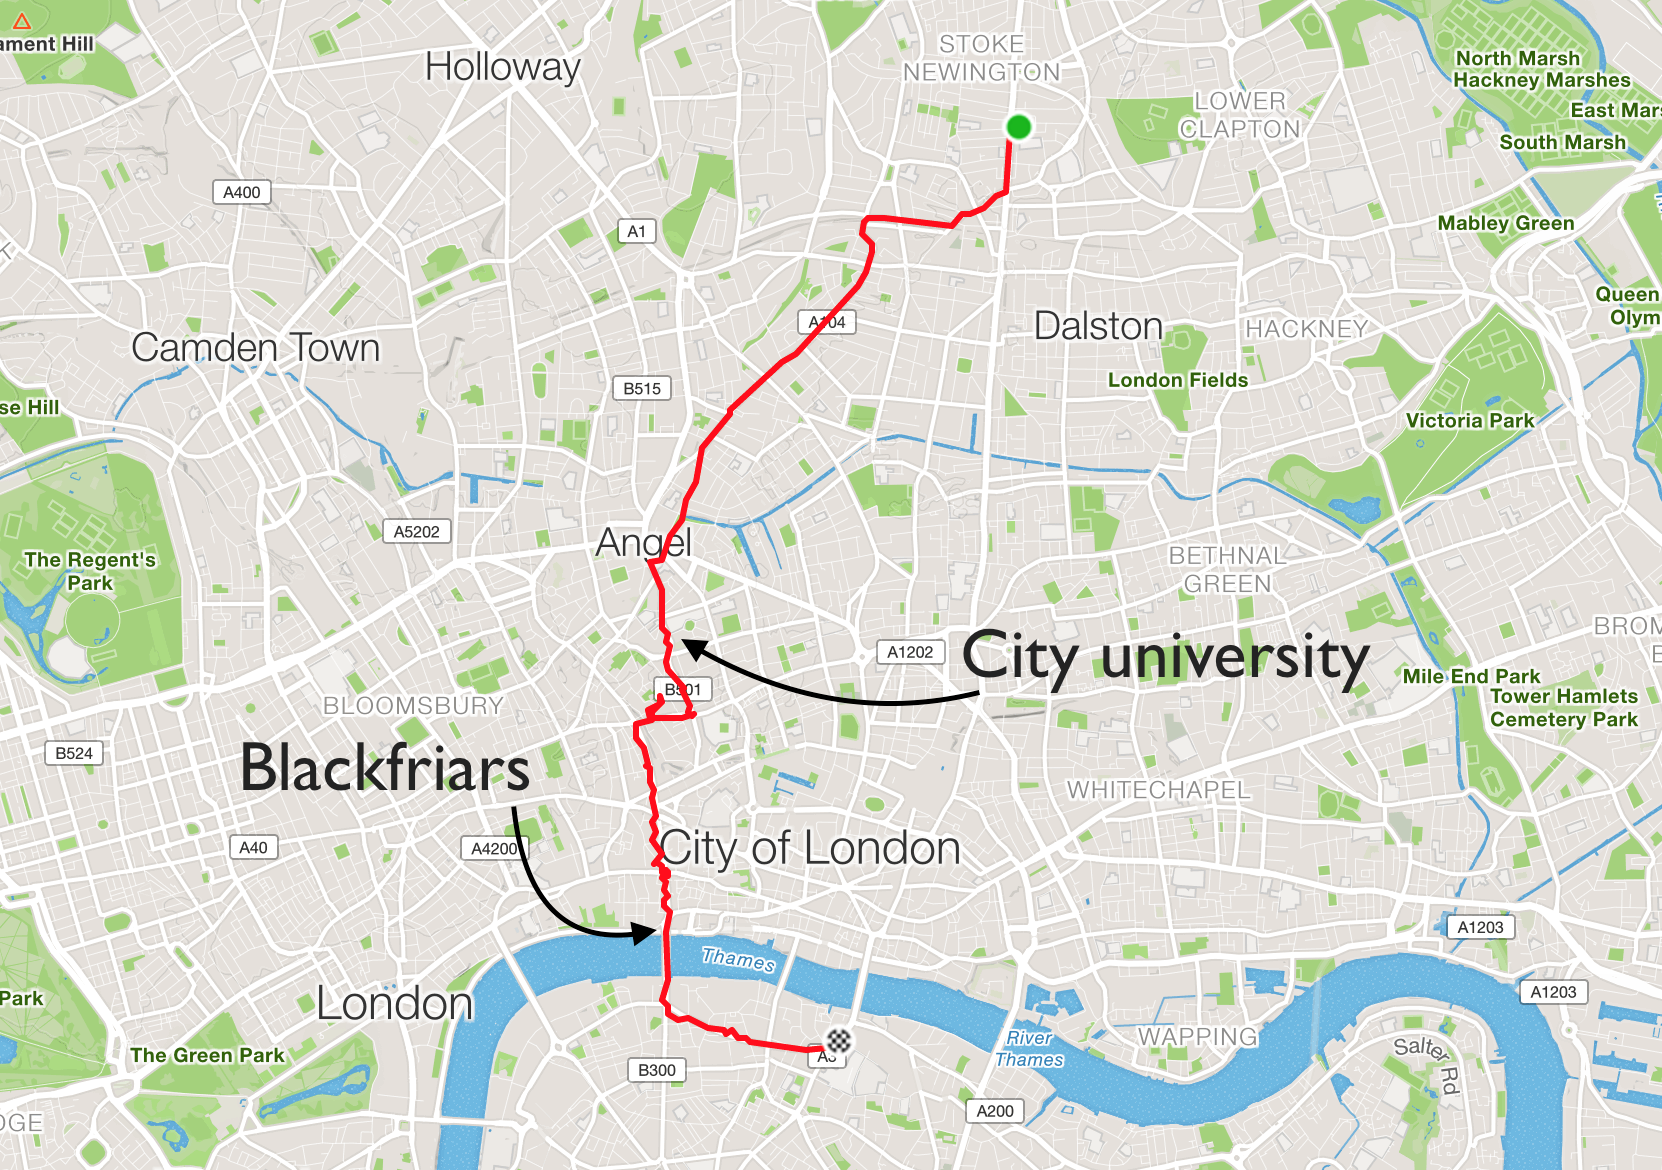 ament Hill
Holloway
STOKE
NEWINGTON
LOWER
CLAPTON
North Marsh
Hackney Marshes
East Mars
South Marsh
A400
A1
Mabley Green
Queen
Olym
A104
Dalston
HACKNEY
Camden Town
B515
London Fields
se Hill
Victoria Park
A5202
Angel
The Regent's
Park
BETHNAL
GREEN
BROM
E
A1202
City university
Mile End Park
Tower Hamlets
Cemetery Park
B501
BLOOMSBURY
B524
Blackfriars
WHITECHAPEL
A40
A4200
City of London
A1203
Thames
Park
London
A1203
The Green Park
River
Thames
WAPPING
Salter Rd
A3
B300
A200
DGE